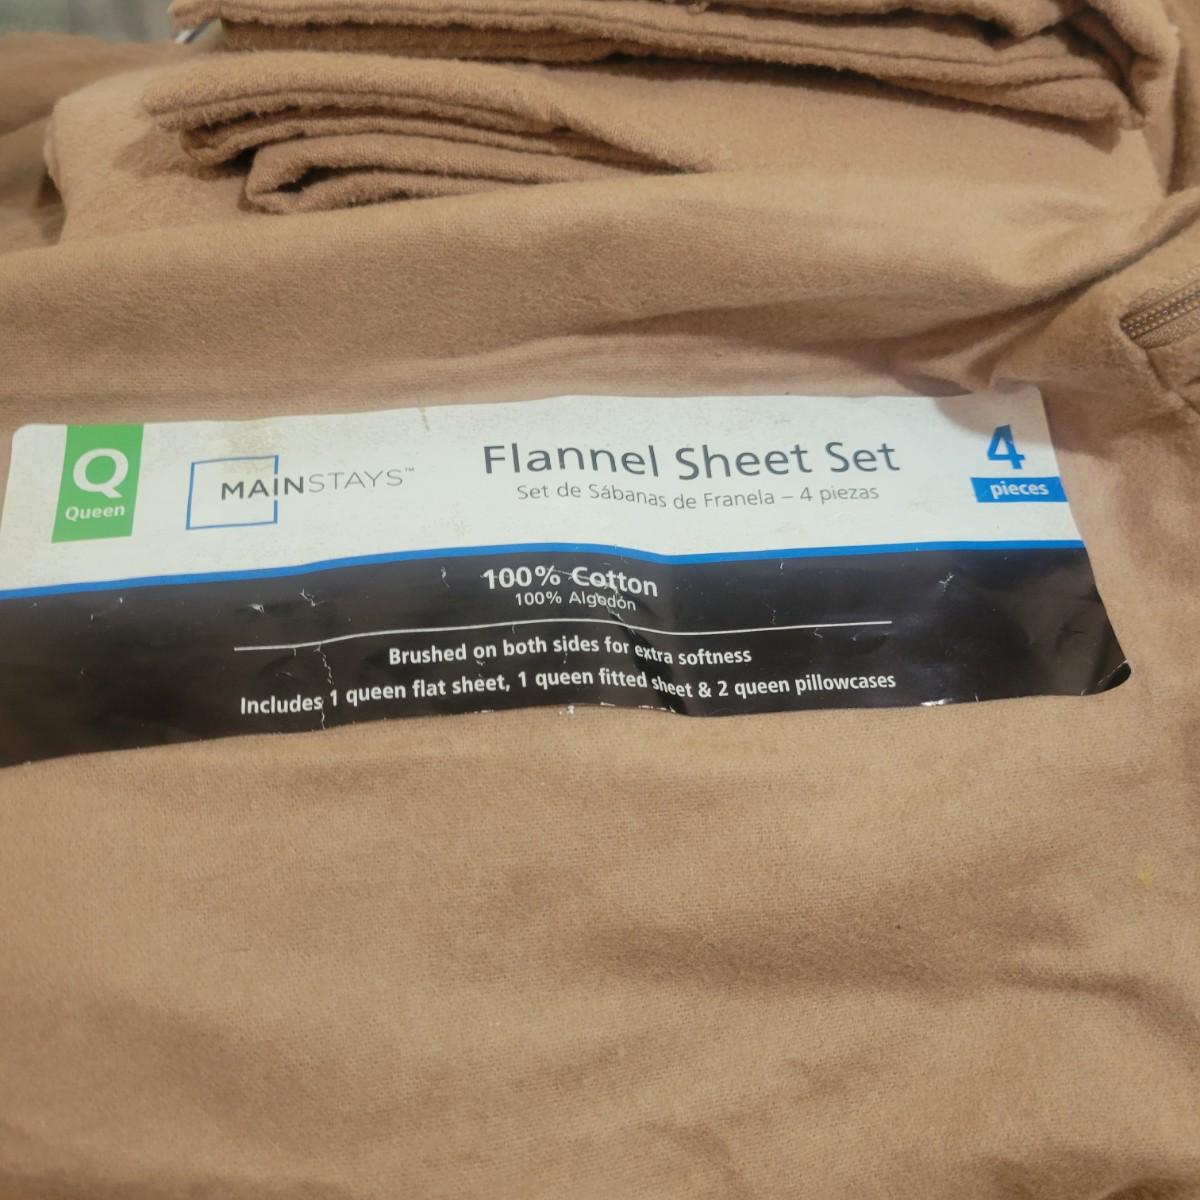 Q
Queen
MAINSTAYS™
Flannel Sheet Set
Set de Sábanas de Franela – 4 piezas
4
pieces
100% Cotton
100% Algodón
Brushed on both sides for extra softness
Includes 1 queen flat sheet, 1 queen fitted sheet & 2 queen pillowcases